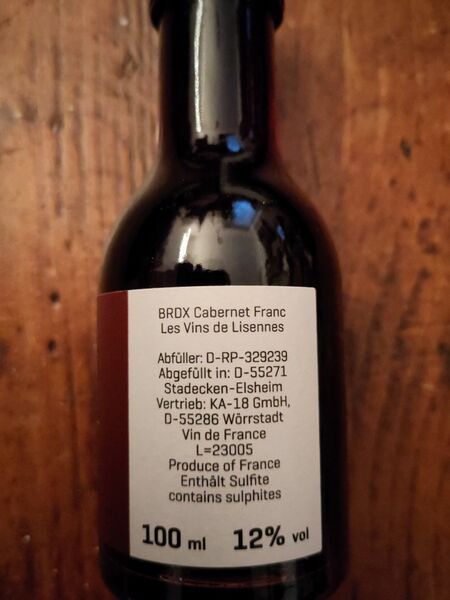 BRDX Cabernet Franc
Les Vins de Lisennes
Abfüller: D-RP-329239
Abgefüllt in: D-55271
Stadecken-Elsheim
Vertrieb: KA-18 GmbH,
D-55286 Wörrstadt
Vin de France
L=23005
Produce of France
Enthält Sulfite
contains sulphites
100 ml 12% vol